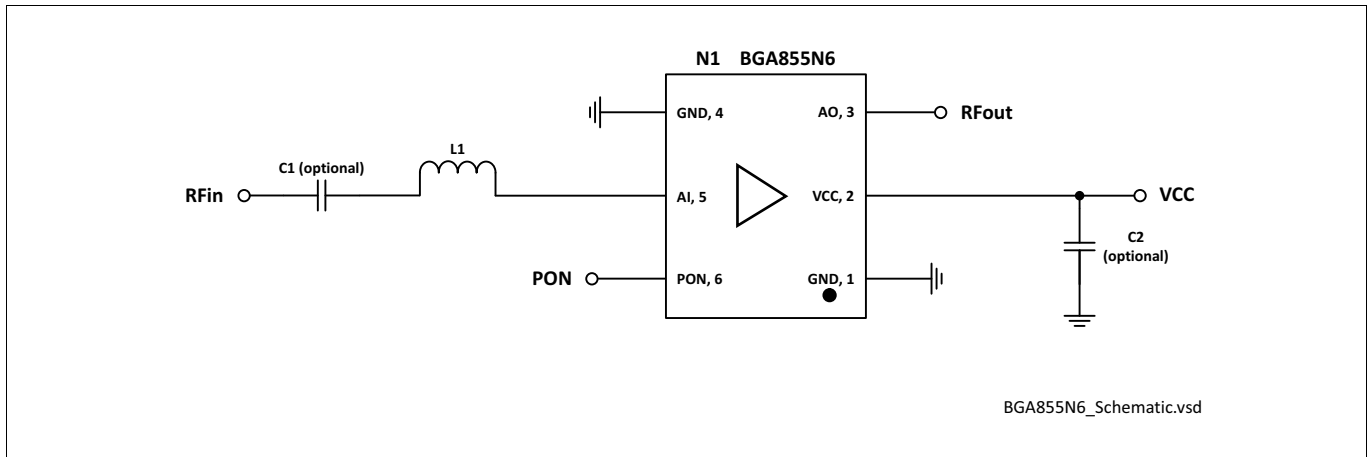 N1 BGA855N6
GND, 4
AO, 3
RFout
C1 (optional)
L1
RFin
AI, 5
VCC, 2
VCC
C2
(optional)
PON
PON, 6
GND, 1
BGA855N6_Schematic.vsd